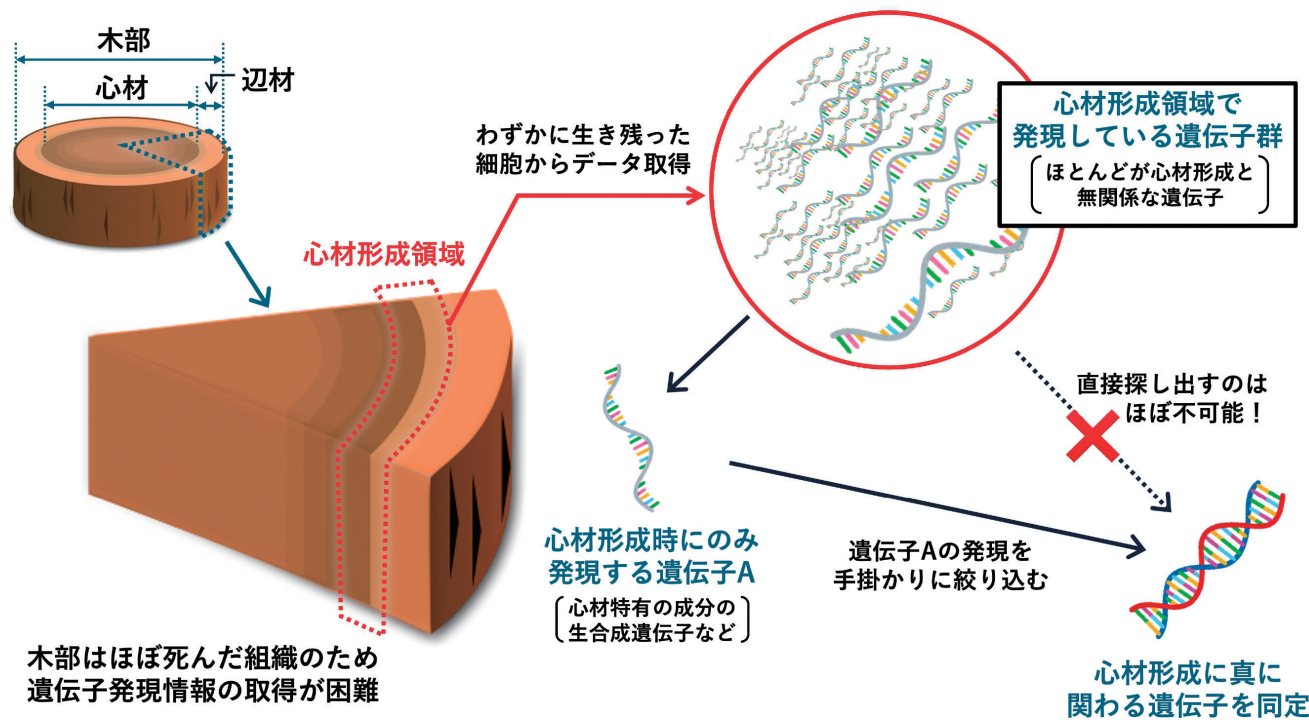 木部
心材
辺材
わずかに生き残った
細胞からデータ取得
心材形成領域で
発現している遺伝子群
ほとんどが心材形成と
無関係な遺伝子
心材形成領域
直接探し出すのは
ほぼ不可能！
心材形成時にのみ
発現する遺伝子A
心材特有の成分の
生合成遺伝子など
遺伝子Aの発現を
手掛かりに絞り込む
木部はほぼ死んだ組織のため
遺伝子発現情報の取得が困難
心材形成に真に
関わる遺伝子を同定